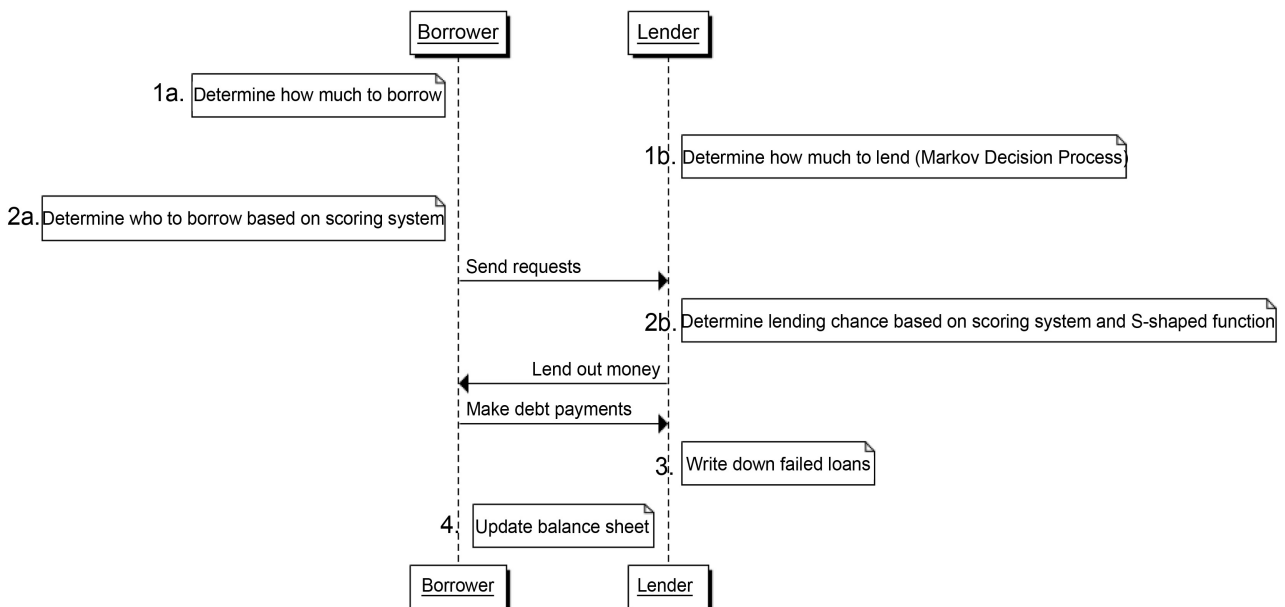 Borrower
Lender
1a. Determine how much to borrow
1b. Determine how much to lend (Markov Decision Process)
2a. Determine who to borrow based on scoring system
Send requests
2b. Determine lending chance based on scoring system and S-shaped function
Lend out money
Make debt payments
3. Write down failed loans
4. Update balance sheet
Borrower
Lender